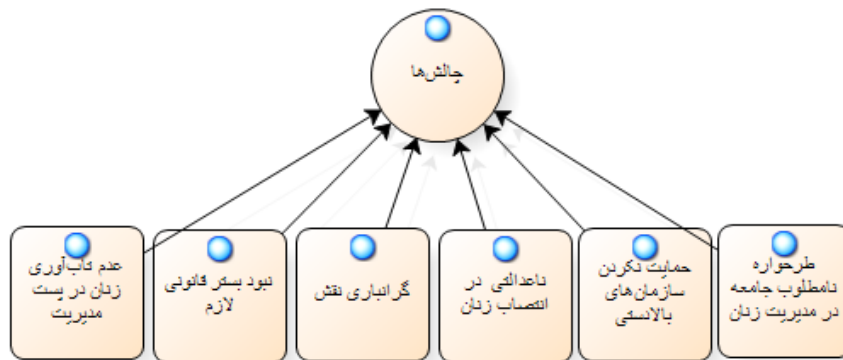 چالش‌ها
طرحواره
نامطلوب جامعه
در مدیریت زنان
حمایت نکردن
سازمان‌های
بالادستی
ناعدالتی در
انتصاب زنان
گرانباری نقش
نبود بستر قانونی
لازم
عدم تاب‌آوری
زنان در پست
مدیریت